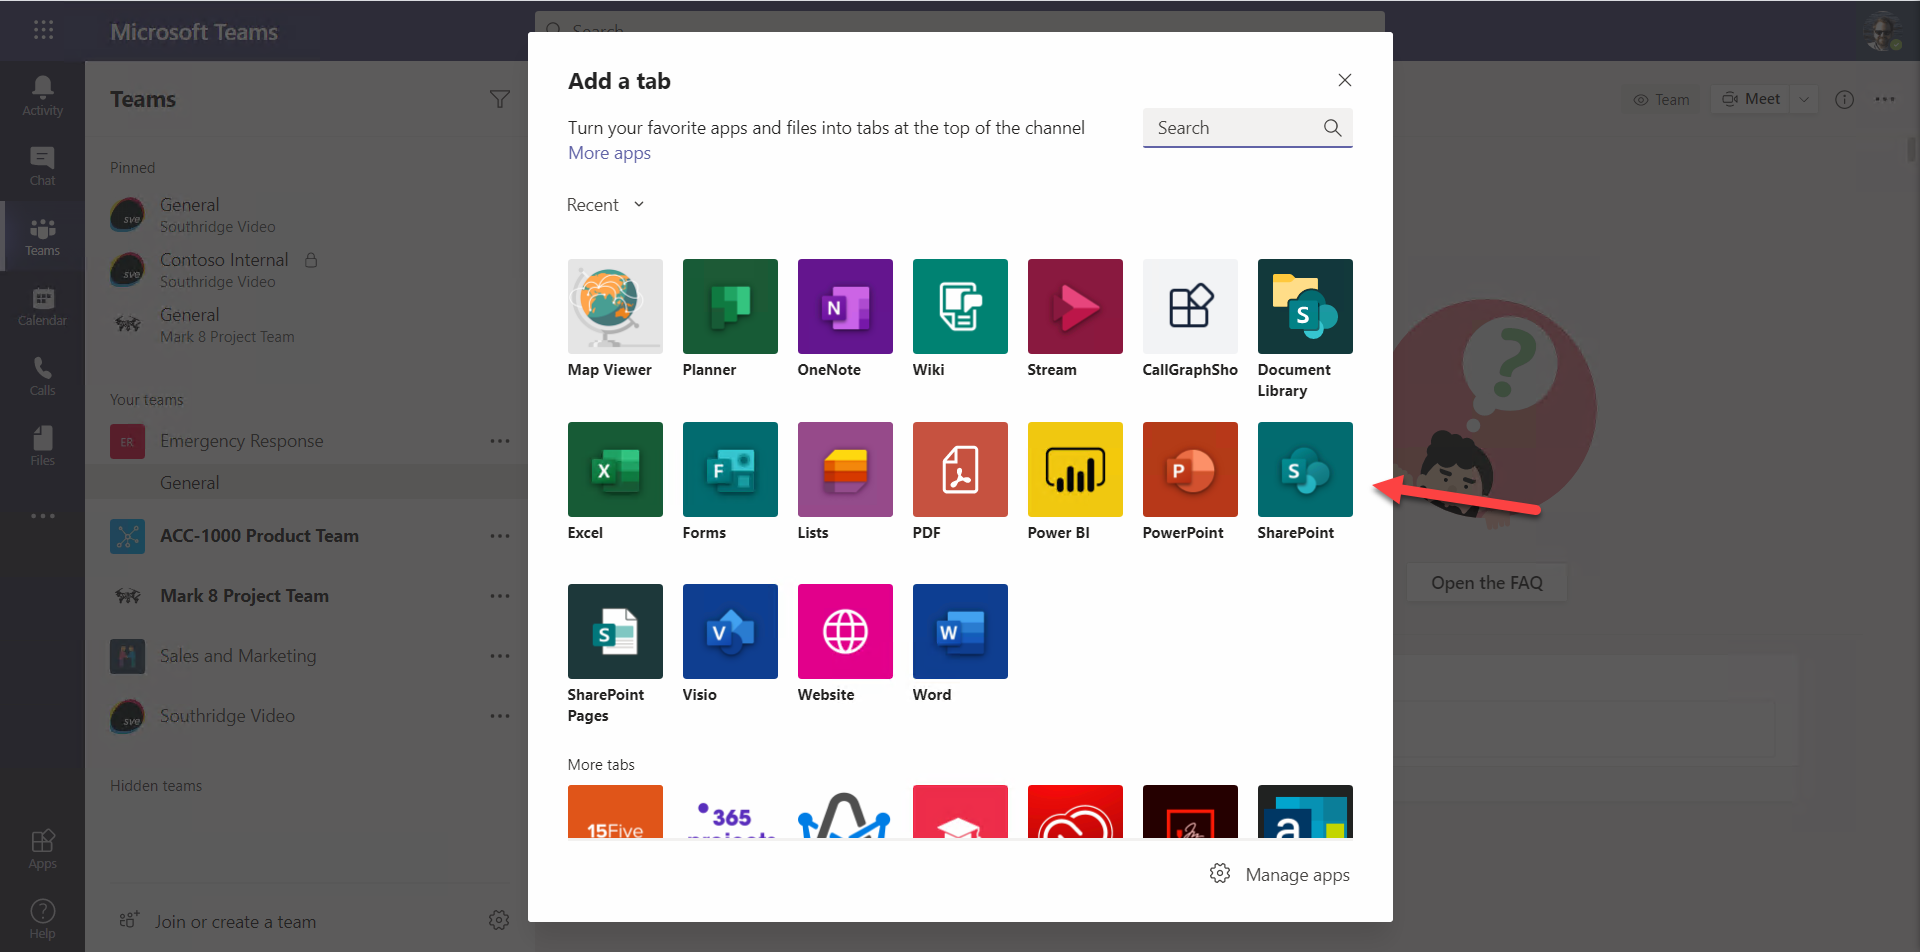 Microsoft Teams
Search
Activity
Chat
Teams
Calendar
Calls
Files
Apps
Help
Teams
Pinned
General
Southridge Video
Contoso Internal
Southridge Video
General
Mark 8 Project Team
Your teams
ER
Emergency Response
General
ACC-1000 Product Team
Mark 8 Project Team
Sales and Marketing
sve
Southridge Video
Hidden teams
Join or create a team
Add a tab
Turn your favorite apps and files into tabs at the top of the channel
More apps
Search
Recent
Map Viewer
Planner
N
OneNote
Wiki
Stream
CallGraphSho
S
Document
Library
X
Excel
F
Forms
Lists
PDF
Power BI
P
PowerPoint
S
SharePoint
S
SharePoint
Pages
V
Visio
Website
W
Word
More tabs
15Five
365
projects
a
Manage apps
Team
Meet
?
Open the FAQ